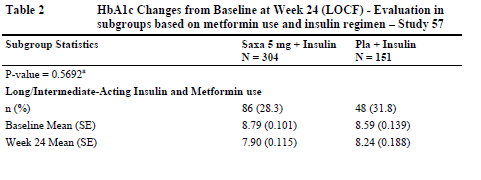 Table 2 HbA1c Changes from Baseline at Week 24 (LOCF) - Evaluation in
subgroups based on metformin use and insulin regimen – Study 57
Subgroup Statistics Saxa 5 mg + Insulin Pla + Insulin
N = 304 N = 151
P-value = 0.5692a
Long/Intermediate-Acting Insulin and Metformin use
n (%) 86 (28.3) 48 (31.8)
Baseline Mean (SE) 8.79 (0.101) 8.59 (0.139)
Week 24 Mean (SE) 7.90 (0.115) 8.24 (0.188)